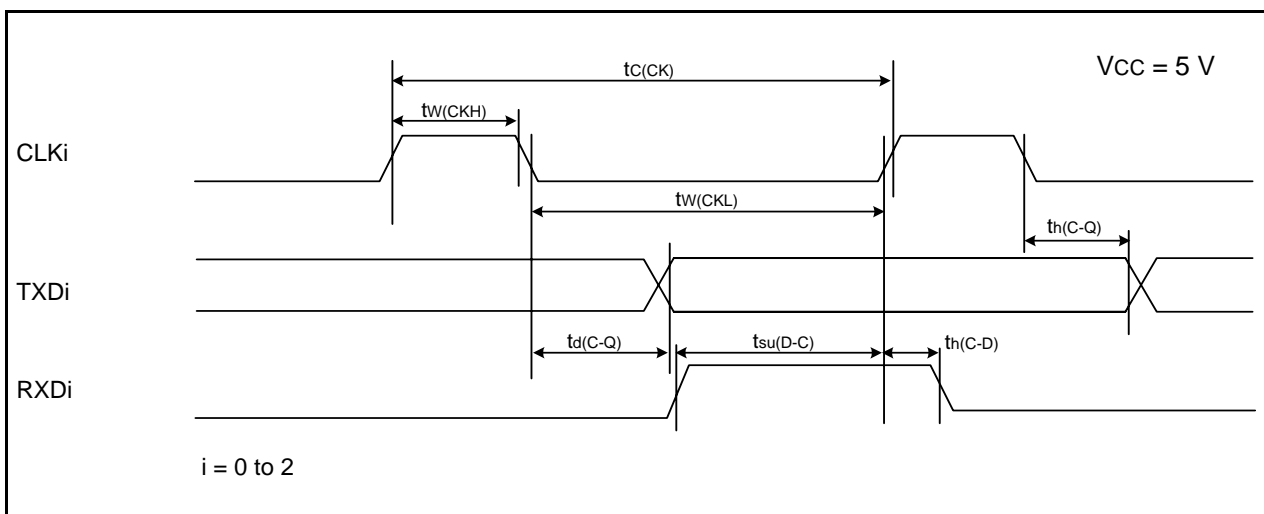 VCC = 5 V
tC(CK)
tW(CKH)
CLKi
tW(CKL)
th(C-Q)
TXDi
td(C-Q)
tsu(D-C)
th(C-D)
RXDi
i = 0 to 2